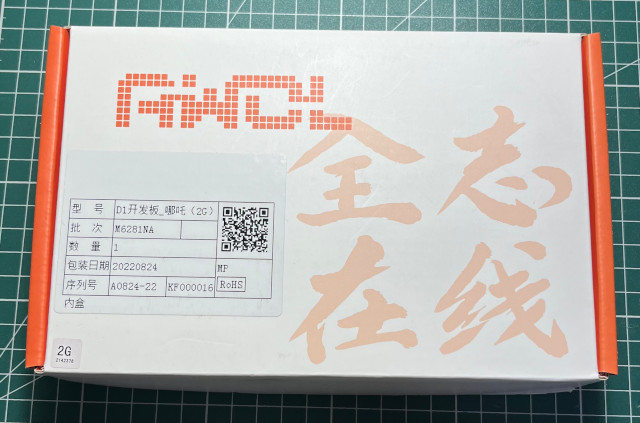 RiWCL
全志
在线
型 号 D1开发板_哪吒（2G）
批 次 M6281NA
数 量 1
包装日期 20220824 MP
序列号 A0824-22 KF000016 RoHS
内盒
2G